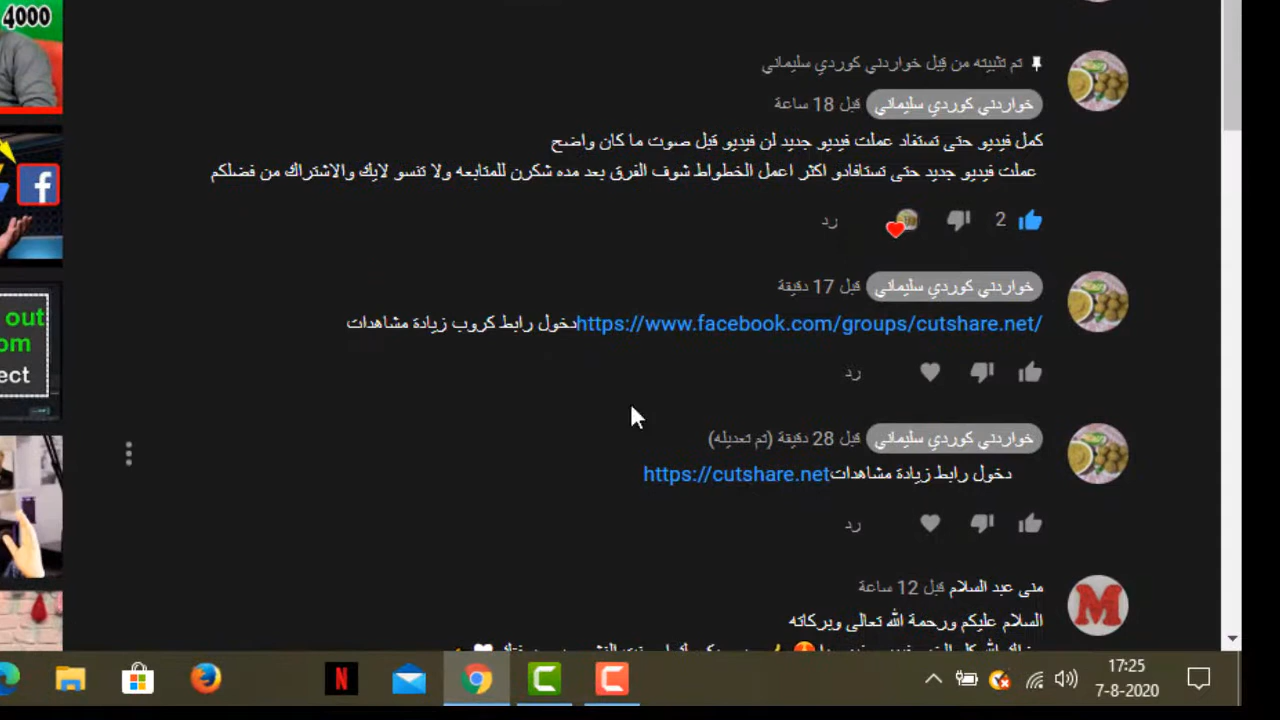 4000
تم تثبيته من قبل خواردني كوردي سليماني
خواردني كوردي سليماني قبل 18 ساعة
كمل فيديو حتى تستفاد عملت فيديو جديد لن فيديو قبل صوت ما كان واضح
عملت فيديو جديد حتى تستافادو اكثر اعمل الخطواط شوف الفرق بعد مده شكرن للمتابعه ولا تنسو لايك والاشتراك من فضلكم
2 رد
خواردني كوردي سليماني قبل 17 دقيقة
https://www.facebook.com/groups/cutshare.net/دخول رابط كروب زيادة مشاهدات
رد
out
om
ect
خواردني كوردي سليماني قبل 28 دقيقة (تم تعديله)
دخول رابط زيادة مشاهداتhttps://cutshare.net
رد
منى عبد السلام قبل 12 ساعة
السلام عليكم ورحمة الله تعالى وبركاته
17:25
7-8-2020